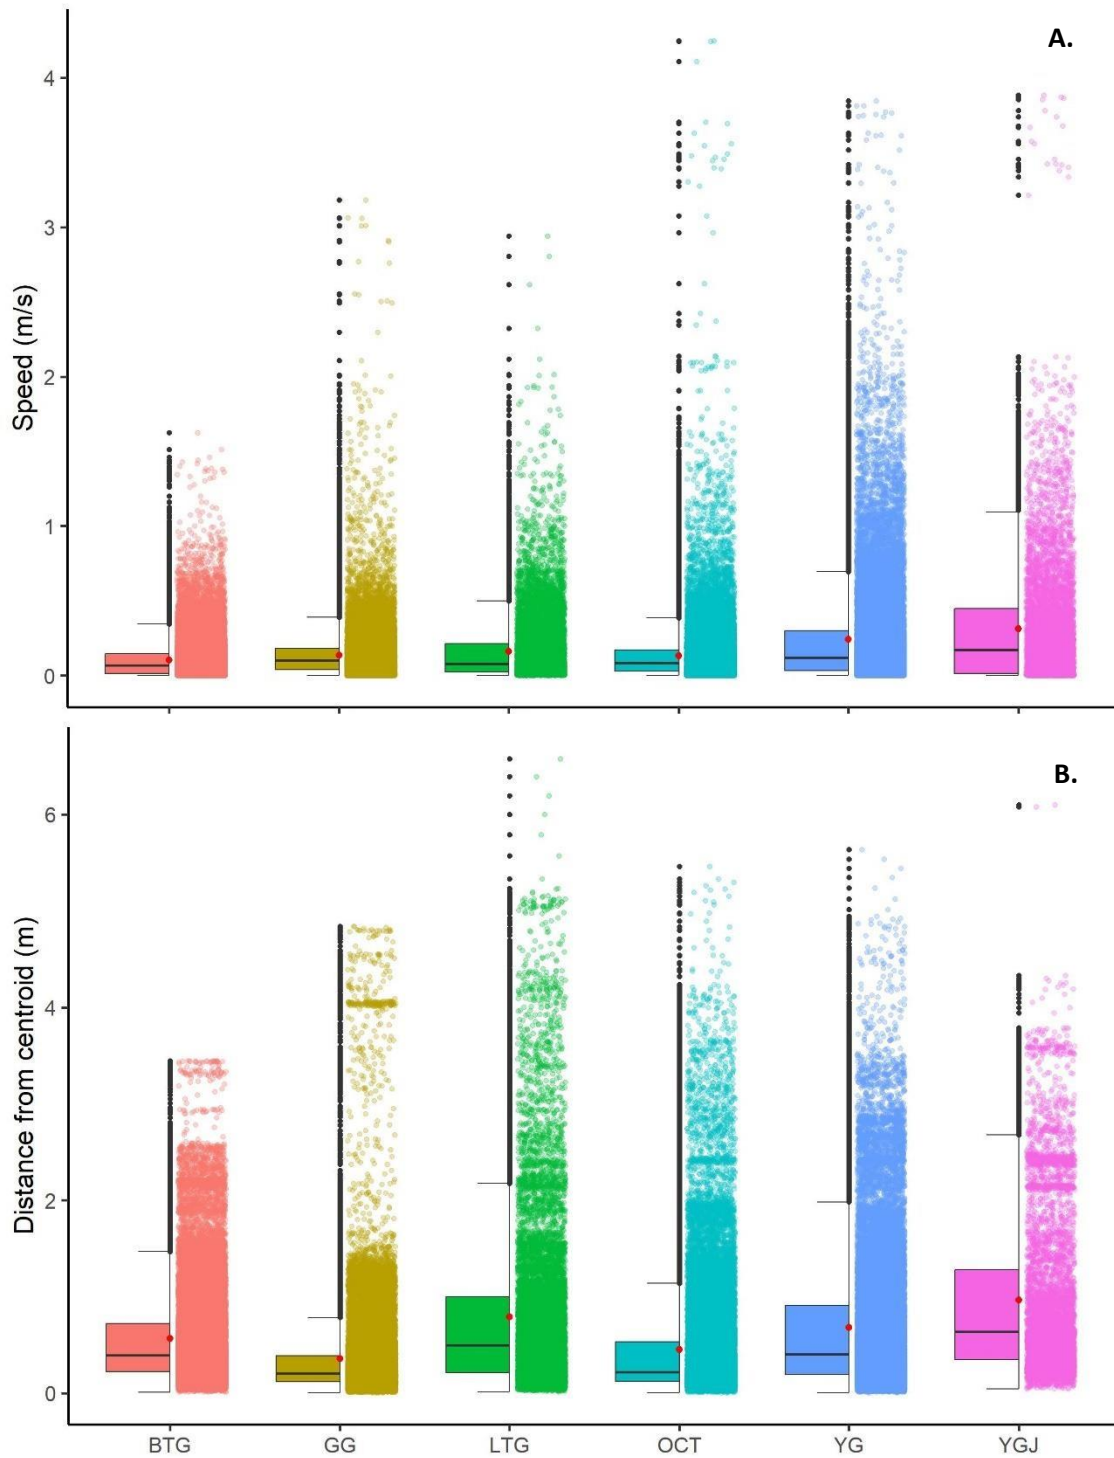 A.
4
3
2
1
0
Speed (m/s)
B.
6
4
2
0
Distance from centroid (m)
BTG GG LTG OCT YG YGJ